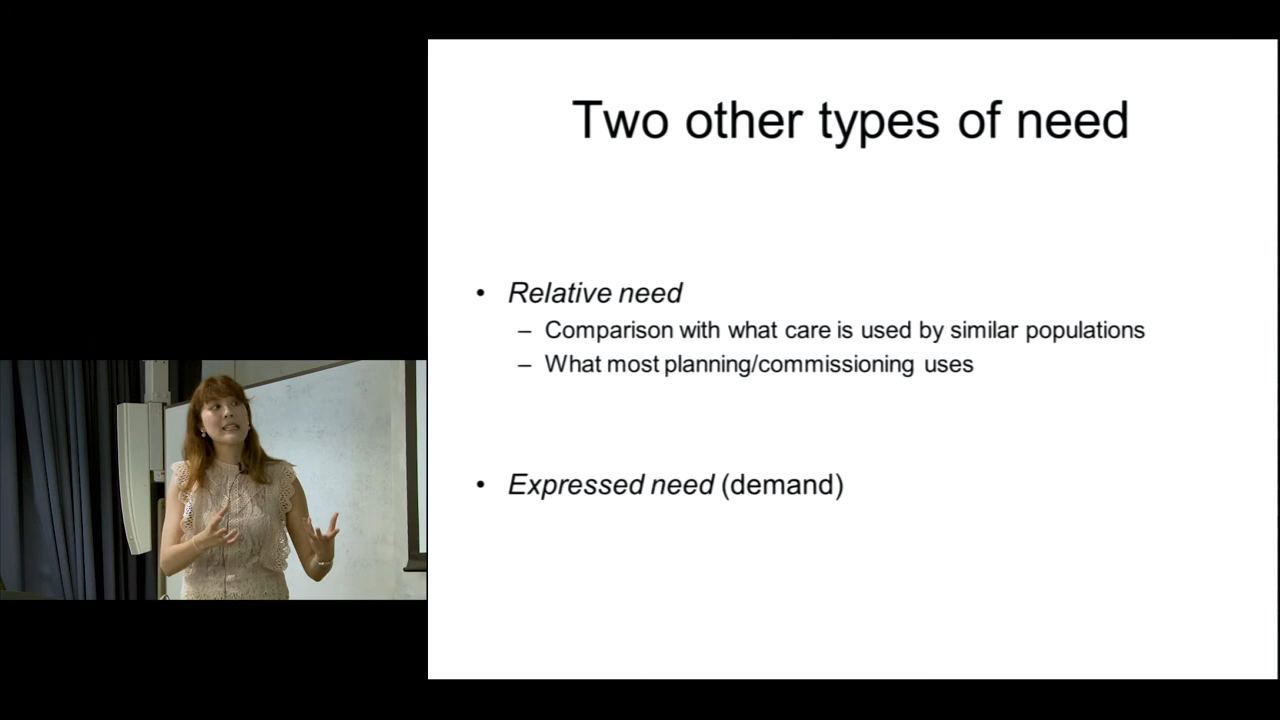 Two other types of need
• Relative need
– Comparison with what care is used by similar populations
– What most planning/commissioning uses
• Expressed need (demand)